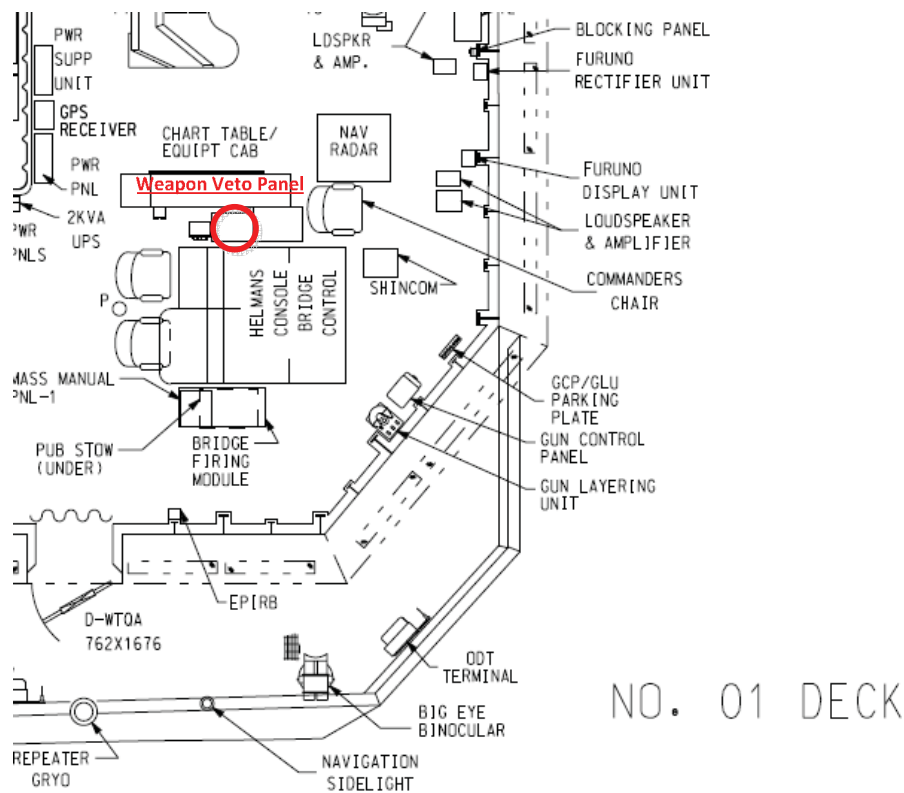 PWR
SUPP
UNIT
GPS
RECEIVER
PWR
PNL
2KVA
UPS
PWR
PNLS
LDSPKR
& AMP.
BLOCKING PANEL
FURUNO
RECTIFIER UNIT
CHART TABLE/
EQUIPT CAB
Weapon Veto Panel
NAV
RADAR
FURUNO
DISPLAY UNIT
LOUDSPEAKER
& AMPLIFIER
COMMANDERS
CHAIR
SHINCOM
HELMANS
CONSOLE
BRIDGE
CONTROL
P
MASS MANUAL
PNL-1
PUB STOW
(UNDER)
BRIDGE
FIRING
MODULE
GCP/GLU
PARKING
PLATE
GUN CONTROL
PANEL
GUN LAYERING
UNIT
EPIRB
D-WTQA
762X1676
ODT
TERMINAL
BIG EYE
BINOCULAR
NAVIGATION
SIDELIGHT
REPEATER
GRYO
NO. 01 DECK